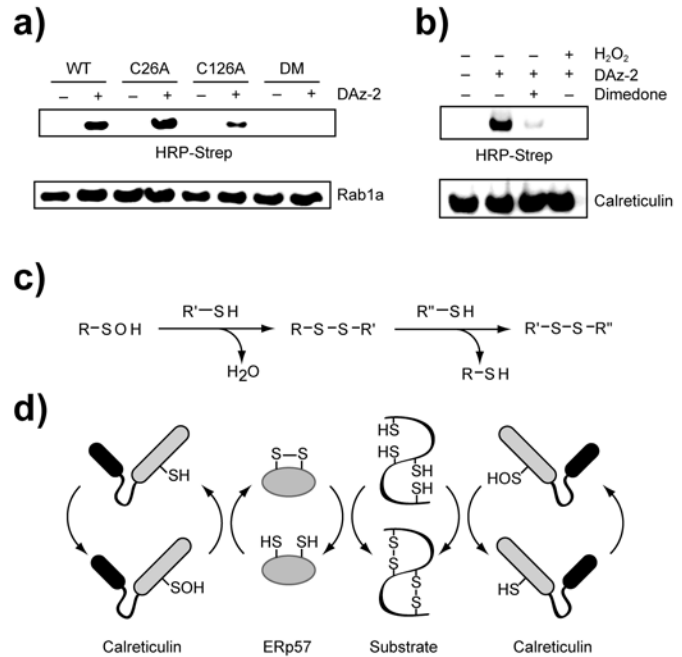 a)
WT C26A C126A DM
– + – + – + – + DAz-2
HRP-Strep
Rab1a
b)
– – – + H₂O₂
– + + + DAz-2
– – + – Dimedone
HRP-Strep
Calreticulin
c)
R–SOH R'–SH H₂O R–S–S–R' R"–SH R–SH R'–S–S–R"
d)
SH S–S HS HS SH SH HOS
SOH HS SH S–S S–S HS
Calreticulin ERp57 Substrate Calreticulin